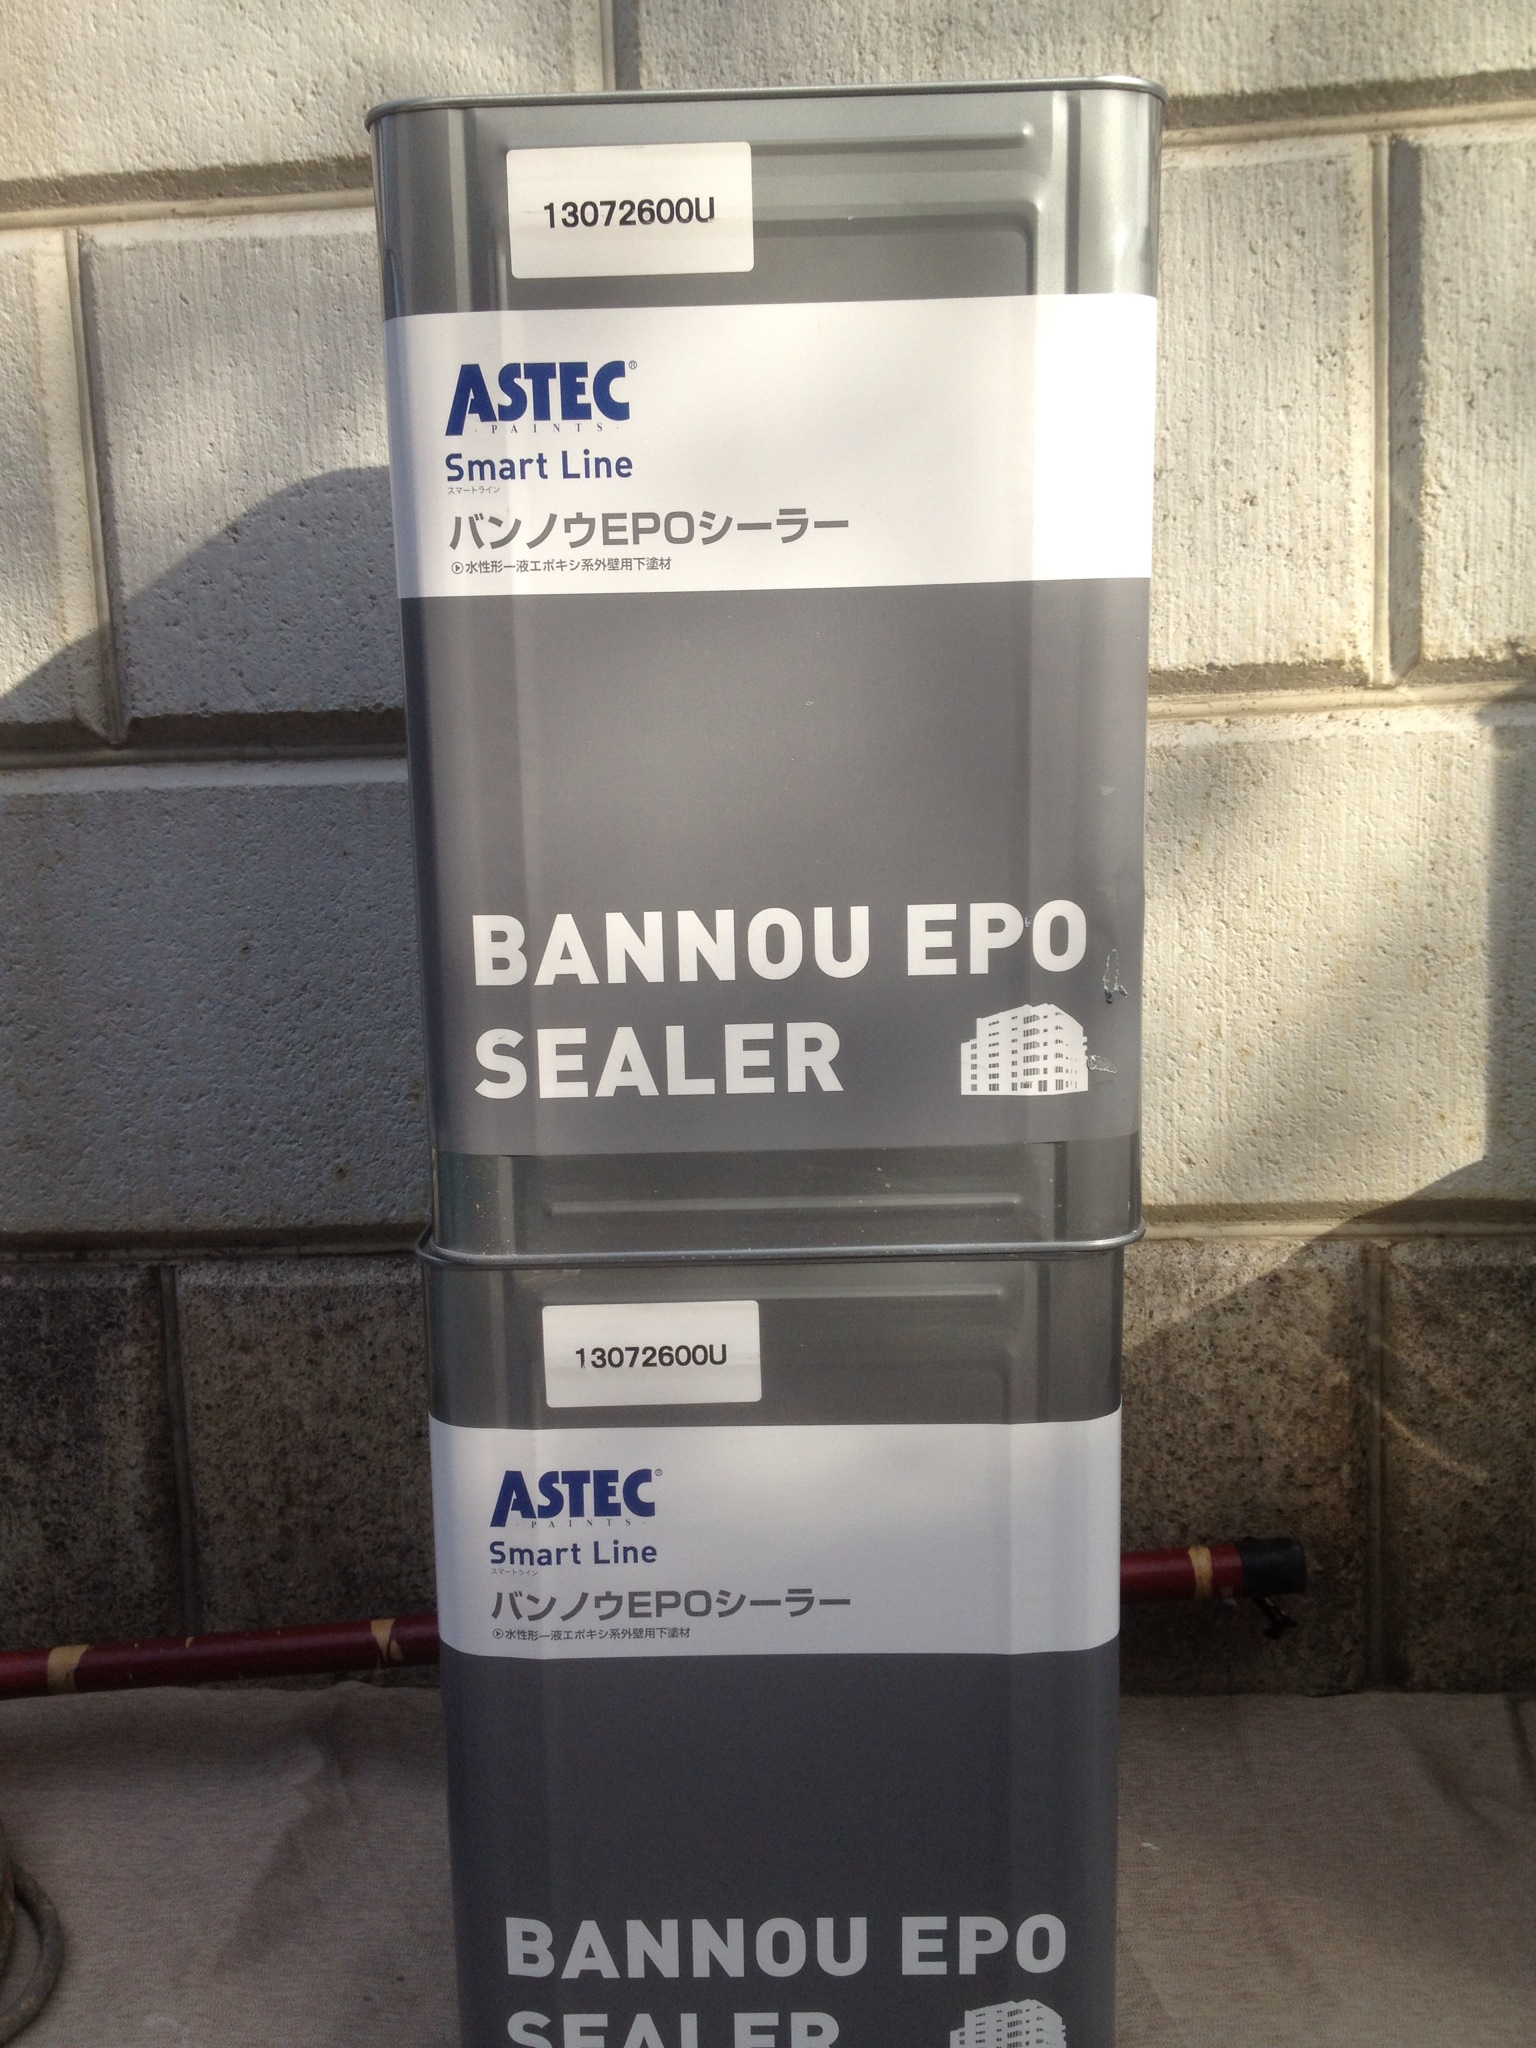 13072600U
ASTEC®
PAINTS
Smart Line
スマートライン
バンノウEPOシーラー
水性形一液エポキシ系外壁用下塗材
BANNOU EPO
SEALER
13072600U
ASTEC®
PAINTS
Smart Line
スマートライン
バンノウEPOシーラー
水性形一液エポキシ系外壁用下塗材
BANNOU EPO
SEALER